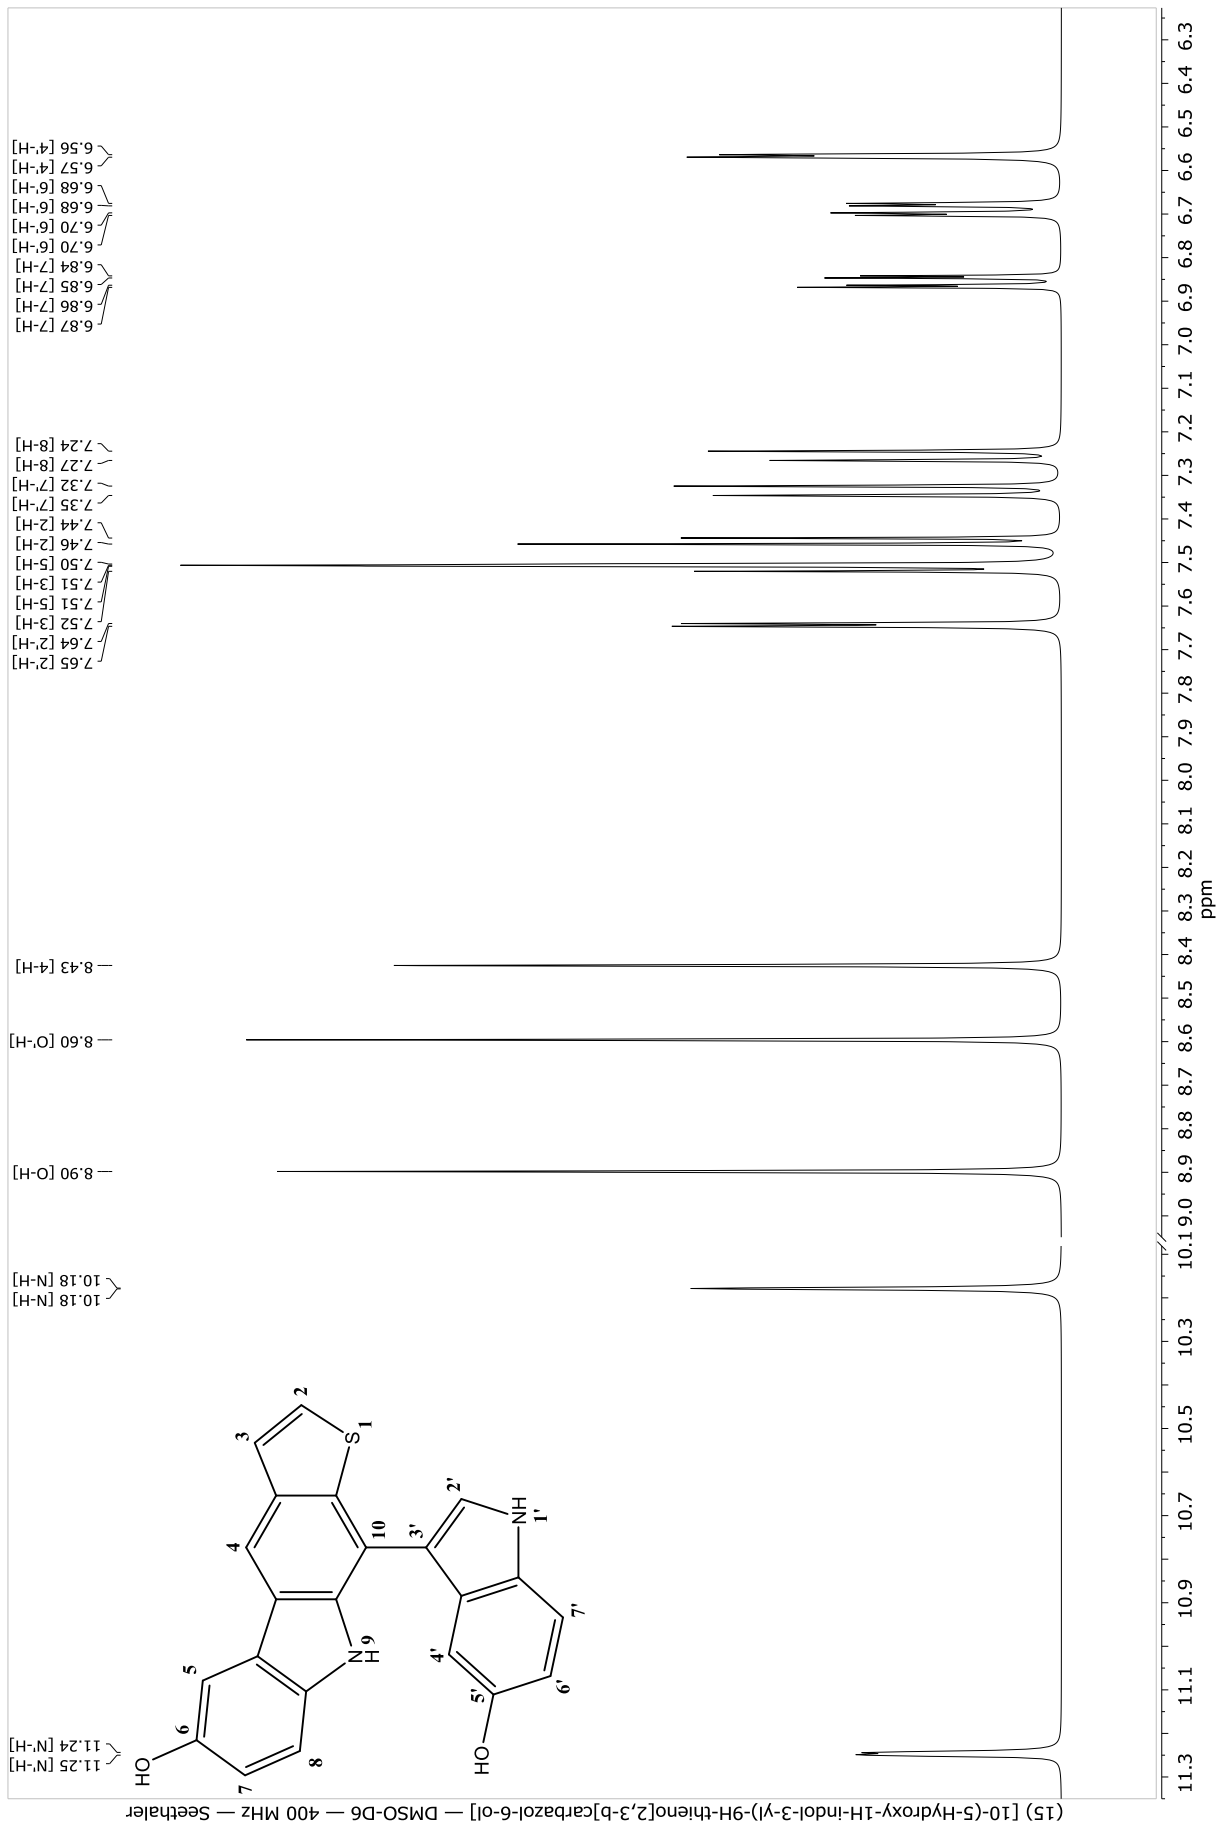 (15) [10-(5-Hydroxy-1H-indol-3-yl)-9H-thieno[2,3-b]carbazol-6-ol] — DMSO-D6 — 400 MHz — Seethaler
11.25 [N'-H]
11.24 [N'-H]
10.18 [N-H]
10.18 [N-H]
8.90 [O-H]
8.60 [O'-H]
8.43 [4-H]
7.65 [2'-H]
7.64 [2'-H]
7.52 [3-H]
7.51 [5-H]
7.51 [3-H]
7.50 [5-H]
7.46 [2-H]
7.44 [2-H]
7.35 [7'-H]
7.32 [7'-H]
7.27 [8-H]
7.24 [8-H]
6.87 [7-H]
6.86 [7-H]
6.85 [7-H]
6.84 [7-H]
6.70 [6'-H]
6.70 [6'-H]
6.68 [6'-H]
6.68 [6'-H]
6.57 [4'-H]
6.56 [4'-H]
HO
6
5
4
3
2
7
8
N
H
9
10
S
1
HO
5'
4'
3'
2'
6'
7'
NH
1'
11.3 11.1 10.9 10.7 10.5 10.3 10.1 9.0 8.9 8.8 8.7 8.6 8.5 8.4 8.3 8.2 8.1 8.0 7.9 7.8 7.7 7.6 7.5 7.4 7.3 7.2 7.1 7.0 6.9 6.8 6.7 6.6 6.5 6.4 6.3
ppm